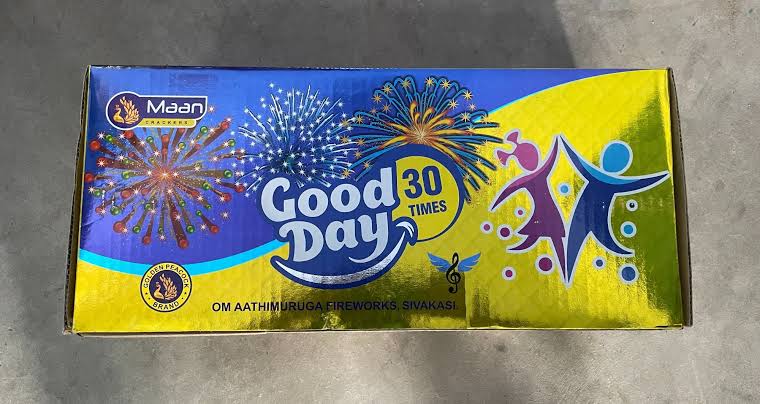 Maan
CRACKERS
Good
Day
30
TIMES
GOLDEN PEACOCK
BRAND
OM AATHIMURUGA FIREWORKS, SIVAKASI.